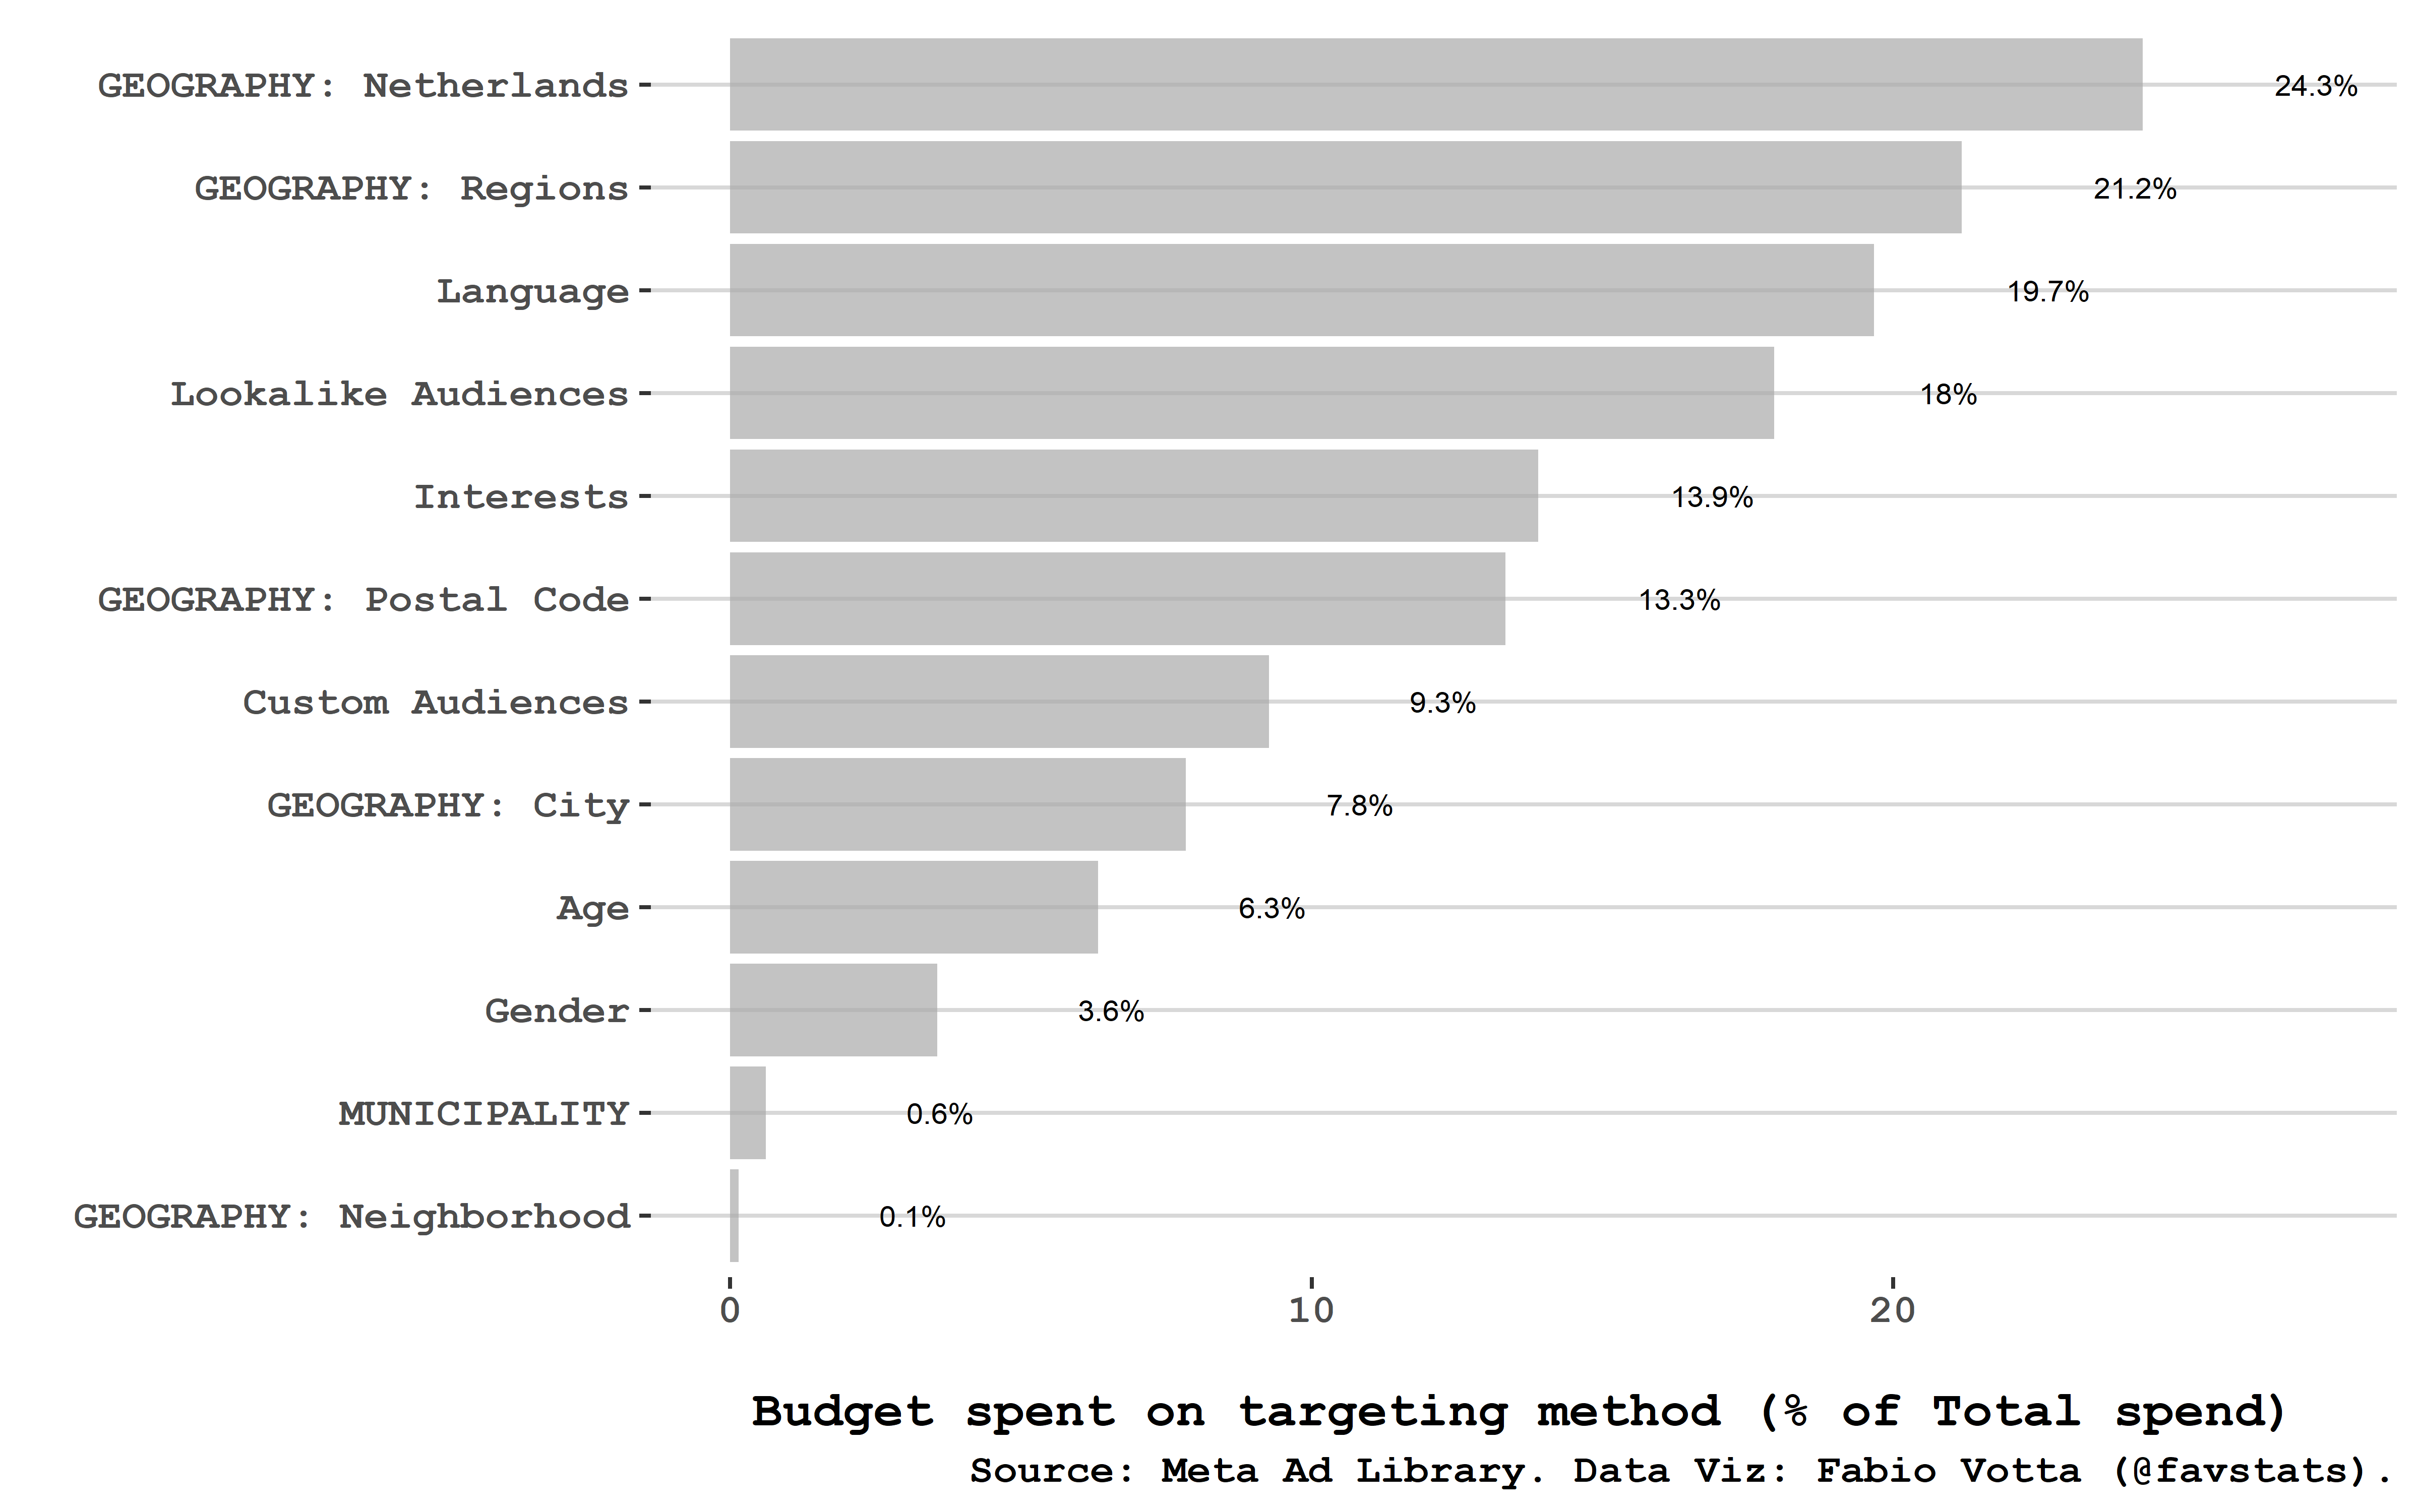 GEOGRAPHY: Netherlands 24.3%
GEOGRAPHY: Regions 21.2%
Language 19.7%
Lookalike Audiences 18%
Interests 13.9%
GEOGRAPHY: Postal Code 13.3%
Custom Audiences 9.3%
GEOGRAPHY: City 7.8%
Age 6.3%
Gender 3.6%
MUNICIPALITY 0.6%
GEOGRAPHY: Neighborhood 0.1%
0 10 20
Budget spent on targeting method (% of Total spend)
Source: Meta Ad Library. Data Viz: Fabio Votta (@favstats).